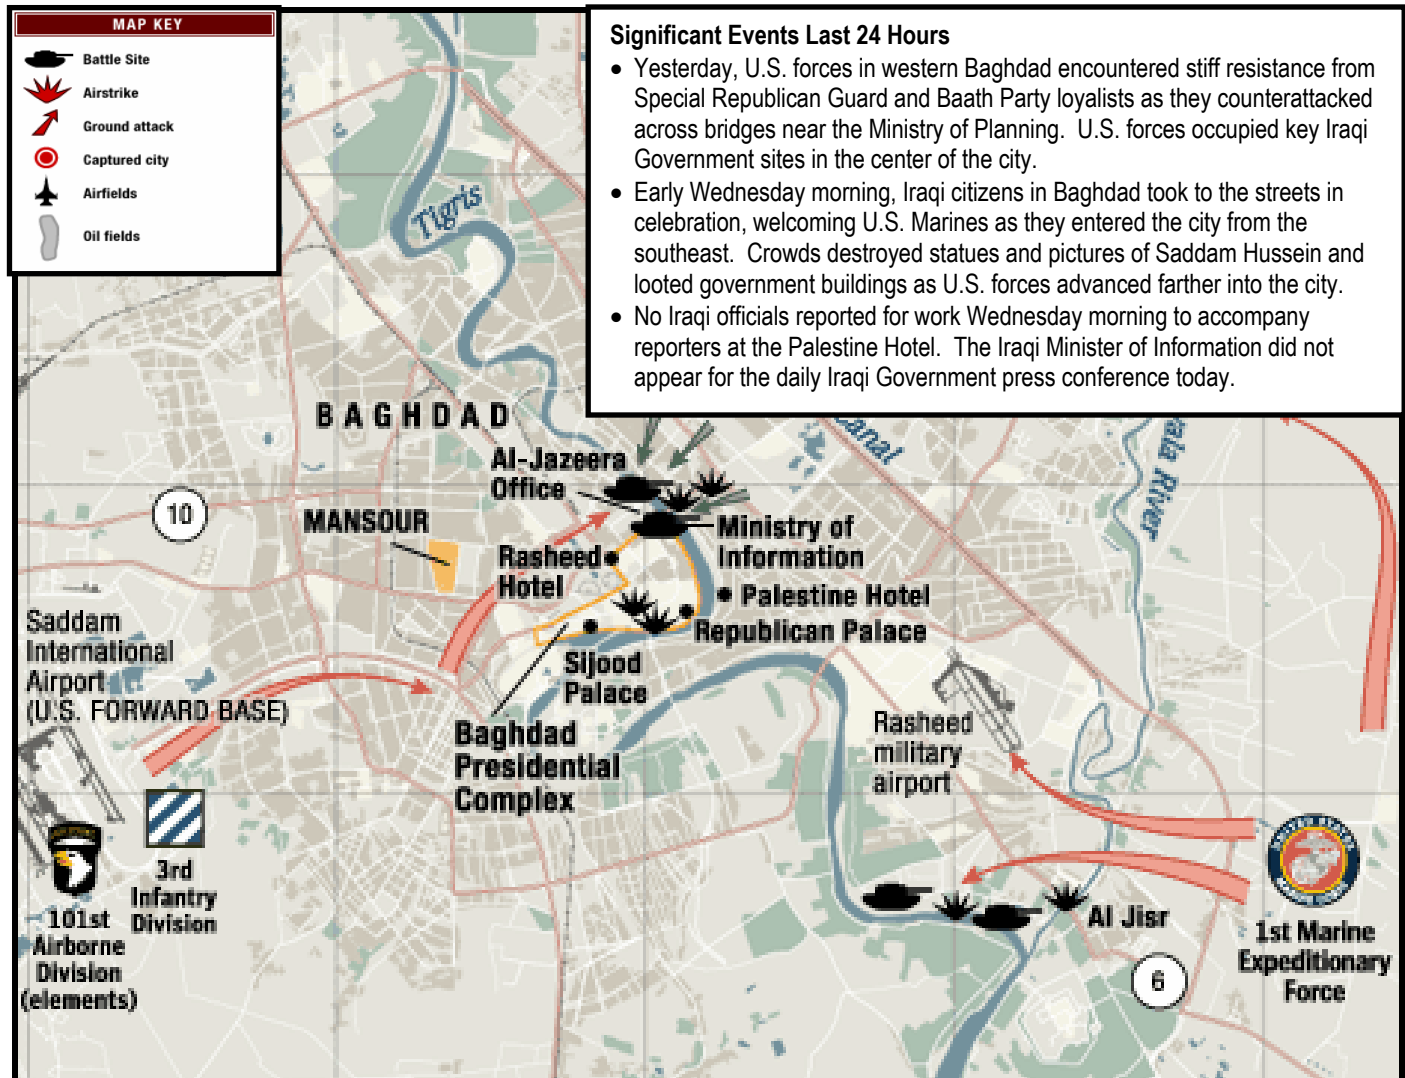 MAP KEY
Battle Site
Airstrike
Ground attack
Captured city
Airfields
Oil fields
Significant Events Last 24 Hours
• Yesterday, U.S. forces in western Baghdad encountered stiff resistance from
Special Republican Guard and Baath Party loyalists as they counterattacked
across bridges near the Ministry of Planning.  U.S. forces occupied key Iraqi
Government sites in the center of the city.
• Early Wednesday morning, Iraqi citizens in Baghdad took to the streets in
celebration, welcoming U.S. Marines as they entered the city from the
southeast.  Crowds destroyed statues and pictures of Saddam Hussein and
looted government buildings as U.S. forces advanced farther into the city.
• No Iraqi officials reported for work Wednesday morning to accompany
reporters at the Palestine Hotel.  The Iraqi Minister of Information did not
appear for the daily Iraqi Government press conference today.
Tigris
BAGHDAD
Canal
yala River
Al-Jazeera
Office
10
MANSOUR
Ministry of
Information
Rasheed
Hotel
Palestine Hotel
Republican Palace
Saddam
International
Airport
(U.S. FORWARD BASE)
Sijood
Palace
Baghdad
Presidential
Complex
Rasheed
military
airport
3rd
Infantry
Division
101st
Airborne
Division
(elements)
Al Jisr
6
1st Marine
Expeditionary
Force